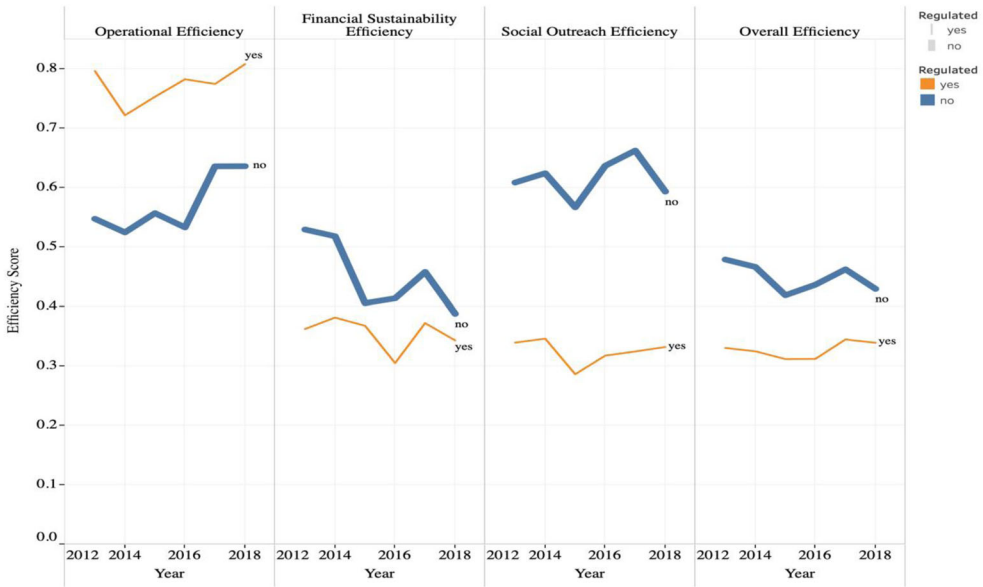 Financial Sustainability
Operational Efficiency Efficiency Social Outreach Efficiency Overall Efficiency
Regulated
yes
no
Regulated
yes
no
Efficiency Score
0.8
0.7
0.6
0.5
0.4
0.3
0.2
0.1
0.0
yes
no
no
yes
no
yes
no
yes
2012 2014 2016 2018 2012 2014 2016 2018 2012 2014 2016 2018 2012 2014 2016 2018
Year Year Year Year